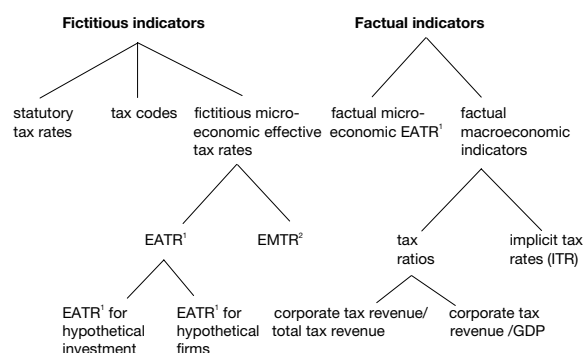 Fictitious indicators
Factual indicators
statutory
tax rates
tax codes
fictitious micro-
economic effective
tax rates
factual micro-
economic EATR¹
factual
macroeconomic
indicators
EATR¹
EMTR²
tax
ratios
implicit tax
rates (ITR)
EATR¹ for
hypothetical
investment
EATR¹ for
hypothetical
firms
corporate tax revenue/
total tax revenue
corporate tax
revenue /GDP